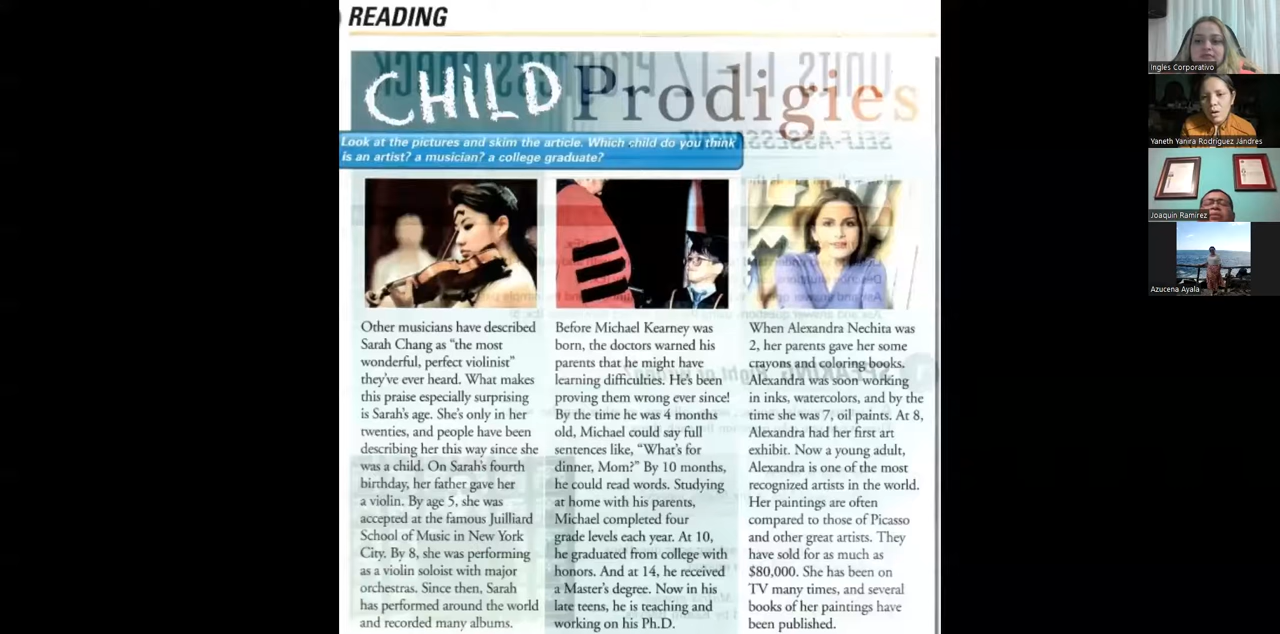 READING
CHILD Prodigies
Look at the pictures and skim the article. Which child do you think
is an artist? a musician? a college graduate?
Other musicians have described
Sarah Chang as “the most
wonderful, perfect violinist”
they’ve ever heard. What makes
this praise especially surprising
is Sarah’s age. She’s only in her
twenties, and people have been
describing her this way since she
was a child. On Sarah’s fourth
birthday, her father gave her
a violin. By age 5, she was
accepted at the famous Juilliard
School of Music in New York
City. By 8, she was performing
as a violin soloist with major
orchestras. Since then, Sarah
has performed around the world
and recorded many albums.
Before Michael Kearney was
born, the doctors warned his
parents that he might have
learning difficulties. He’s been
proving them wrong ever since!
By the time he was 4 months
old, Michael could say full
sentences like, “What’s for
dinner, Mom?” By 10 months,
he could read words. Studying
at home with his parents,
Michael completed four
grade levels each year. At 10,
he graduated from college with
honors. And at 14, he received
a Master’s degree. Now in his
late teens, he is teaching and
working on his Ph.D.
When Alexandra Nechita was
2, her parents gave her some
crayons and coloring books.
Alexandra was soon working
in inks, watercolors, and by the
time she was 7, oil paints. At 8,
Alexandra had her first art
exhibit. Now a young adult,
Alexandra is one of the most
recognized artists in the world.
Her paintings are often
compared to those of Picasso
and other great artists. They
have sold for as much as
$80,000. She has been on
TV many times, and several
books of her paintings have
been published.
Ingles Corporativo
Yaneth Yanira Rodríguez Jándres
Joaquin Ramirez
Azucena Ayala